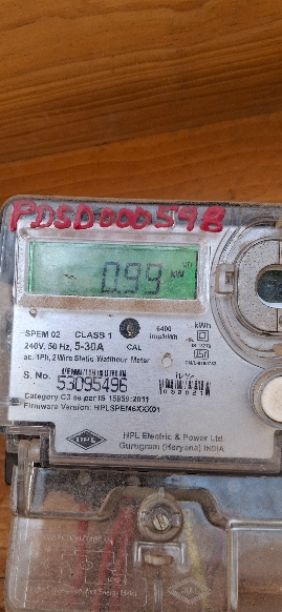 PDSD000598
0.99 kW
SPEM 02 CLASS 1
6400 imp/kWh
kWh
240V, 50 Hz, 5-30A CAL
ac. 1Ph, 2 Wire Static Watthour Meter
S. No. 53095496
Category C3 as per IS 15959:2011
Firmware Version: HPLSPEM6XXX01
HPL
HPL Electric & Power Ltd.
Gurugram (Haryana) INDIA